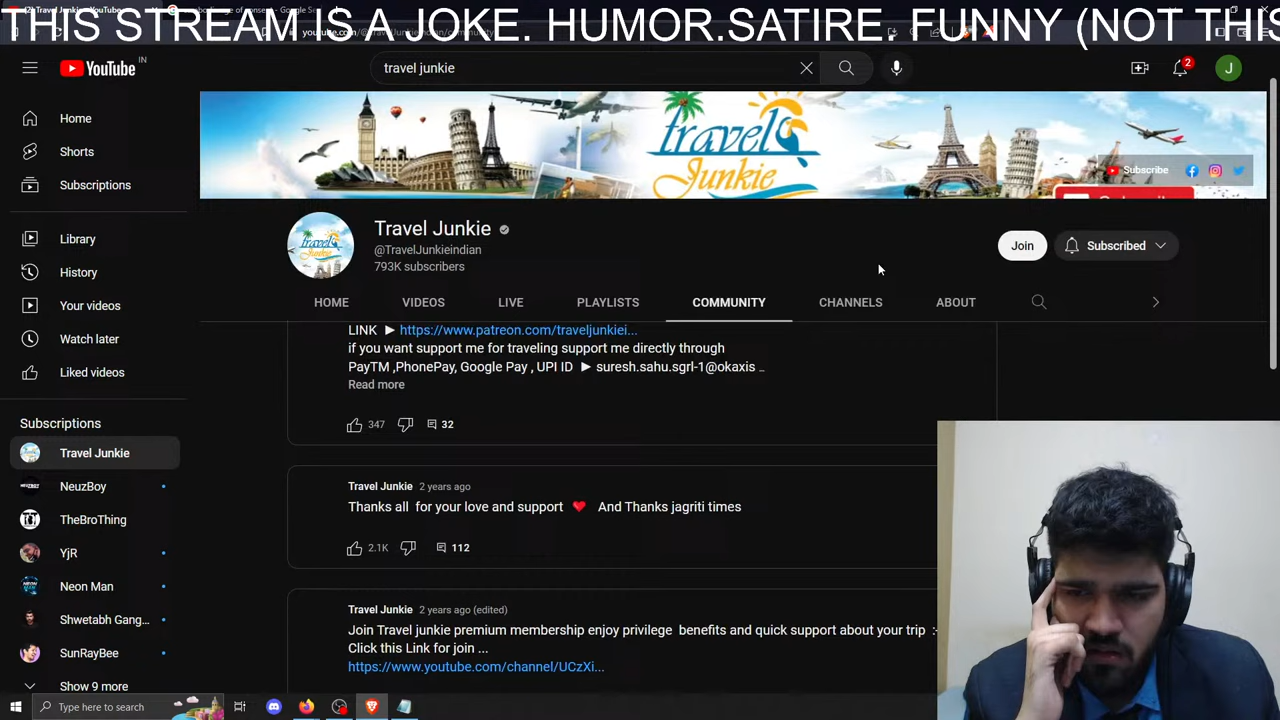 THIS STREAM IS A JOKE. HUMOR.SATIRE. FUNNY (NOT THIS
YouTube IN
travel junkie
2
J
Home
Shorts
Subscriptions
Library
History
Your videos
Watch later
Liked videos
Subscriptions
Travel Junkie
NeuzBoy
TheBroThing
YjR
Neon Man
Shwetabh Gang...
SunRayBee
Show 9 more
travel
Junkie
Subscribe
Travel Junkie
@TravelJunkieindian
793K subscribers
Join
Subscribed
HOME VIDEOS LIVE PLAYLISTS COMMUNITY CHANNELS ABOUT
LINK ► https://www.patreon.com/traveljunkiei...
if you want support me for traveling support me directly through
PayTM ,PhonePay, Google Pay , UPI ID ► suresh.sahu.sgrl-1@okaxis ..
Read more
347 32
Travel Junkie 2 years ago
Thanks all for your love and support ❤ And Thanks jagriti times
2.1K 112
Travel Junkie 2 years ago (edited)
Join Travel junkie premium membership enjoy privilege benefits and quick support about your trip :-
Click this Link for join ...
https://www.youtube.com/channel/UCzXi...
Type here to search